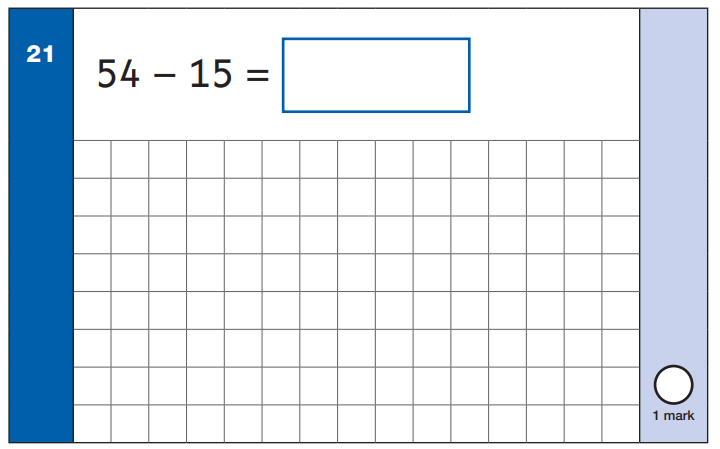 21
54 – 15 =
1 mark